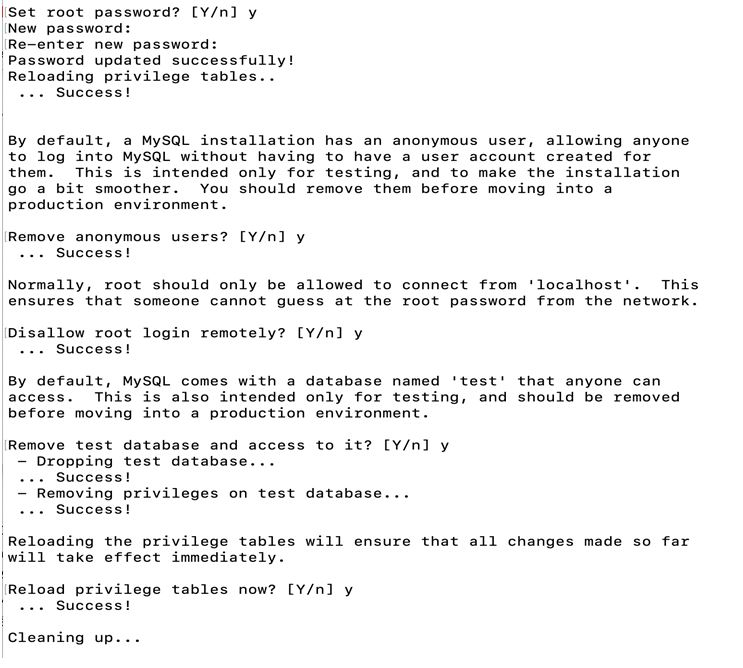 Set root password? [Y/n] y
New password:
Re-enter new password:
Password updated successfully!
Reloading privilege tables..
 ... Success!

By default, a MySQL installation has an anonymous user, allowing anyone
to log into MySQL without having to have a user account created for
them.  This is intended only for testing, and to make the installation
go a bit smoother.  You should remove them before moving into a
production environment.

Remove anonymous users? [Y/n] y
 ... Success!

Normally, root should only be allowed to connect from 'localhost'.  This
ensures that someone cannot guess at the root password from the network.

Disallow root login remotely? [Y/n] y
 ... Success!

By default, MySQL comes with a database named 'test' that anyone can
access.  This is also intended only for testing, and should be removed
before moving into a production environment.

Remove test database and access to it? [Y/n] y
 – Dropping test database...
 ... Success!
 – Removing privileges on test database...
 ... Success!

Reloading the privilege tables will ensure that all changes made so far
will take effect immediately.

Reload privilege tables now? [Y/n] y
 ... Success!

Cleaning up...